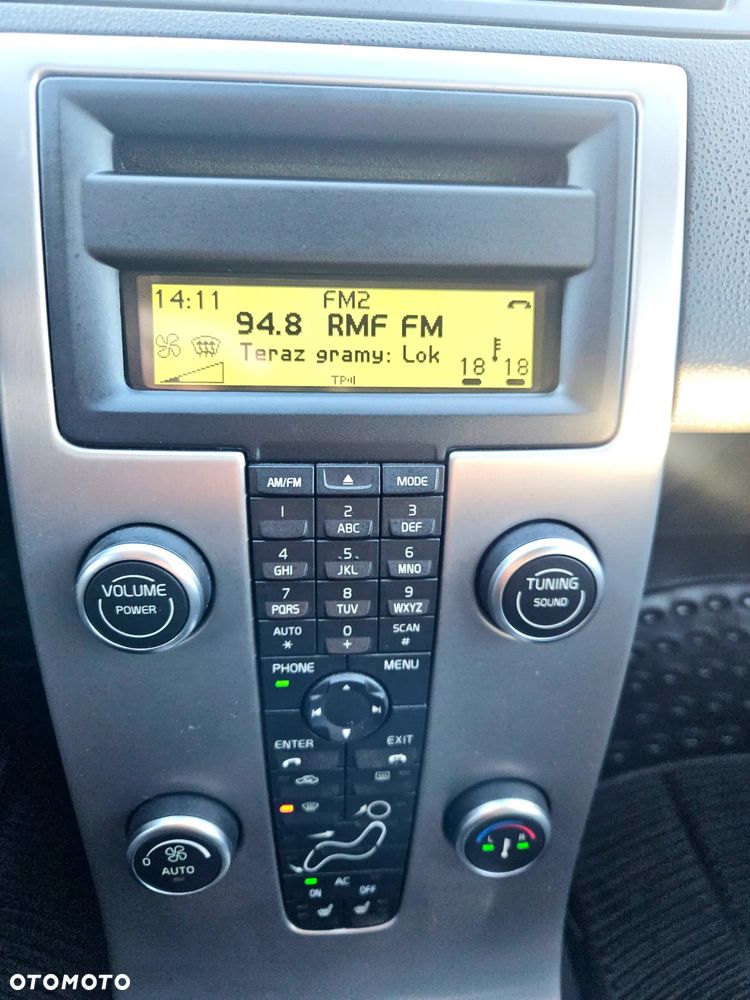 14:11 FM2
94.8 RMF FM
Teraz gramy: Lok
18 18
TP
AM/FM MODE
1 2 3
ABC DEF
4 5 6
GHI JKL MNO
7 8 9
PQRS TUV WXYZ
AUTO 0 SCAN
* + #
VOLUME
POWER
TUNING
SOUND
PHONE MENU
ENTER EXIT
0
AUTO
L R
AC
ON OFF
OTOMOTO